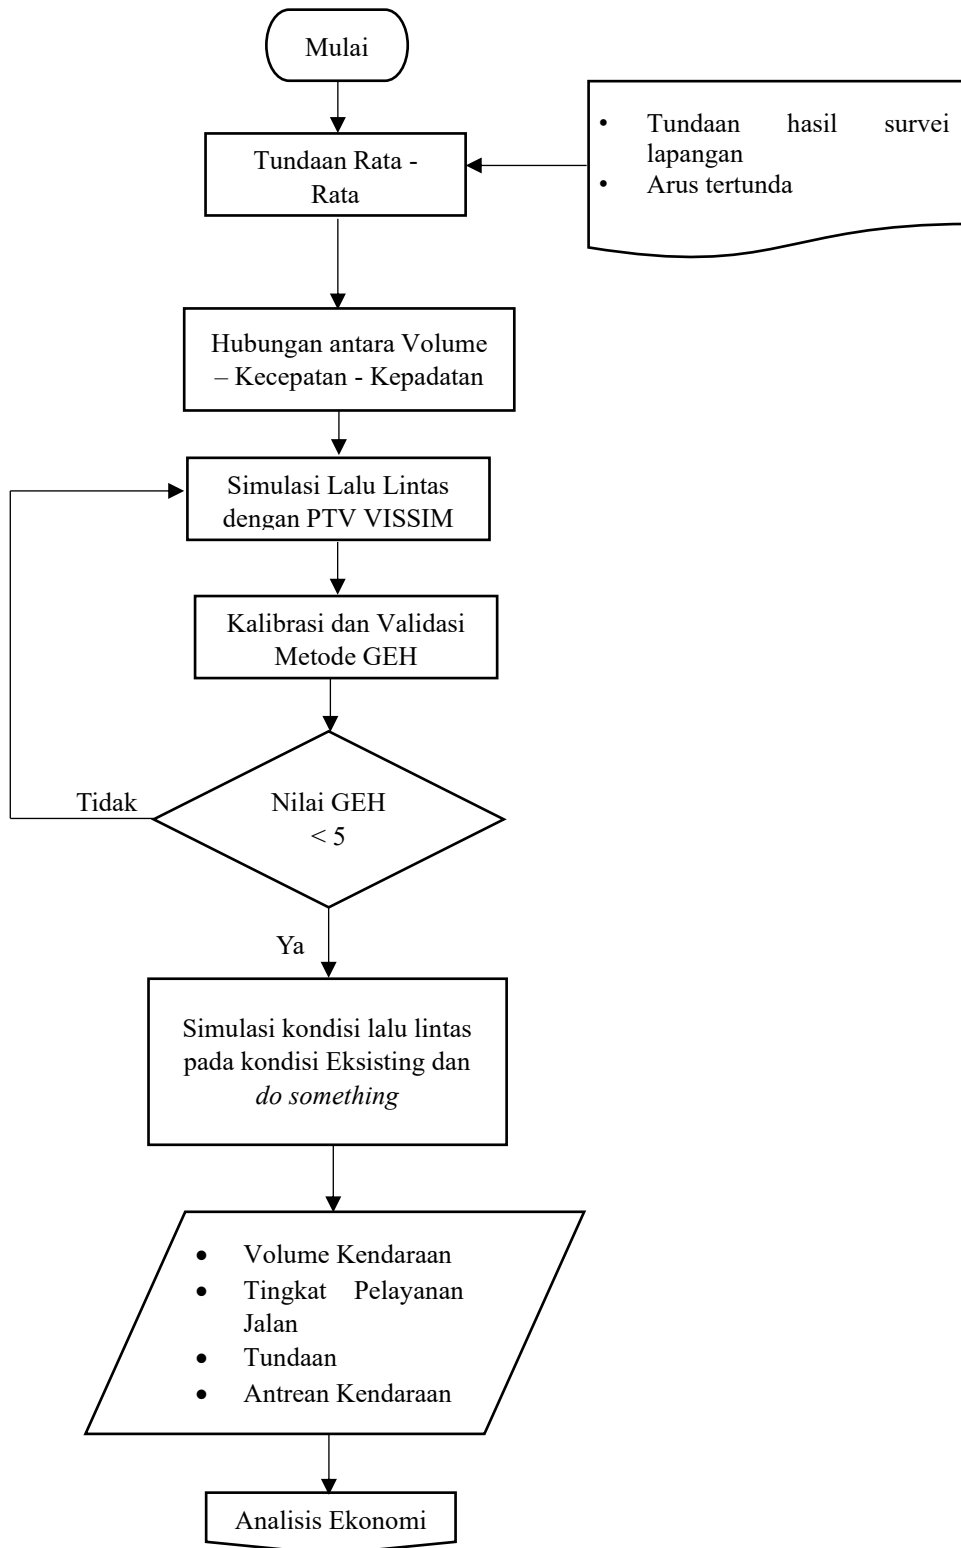 Mulai
• Tundaan hasil survei
lapangan
• Arus tertunda
Tundaan Rata -
Rata
Hubungan antara Volume
– Kecepatan - Kepadatan
Simulasi Lalu Lintas
dengan PTV VISSIM
Kalibrasi dan Validasi
Metode GEH
Nilai GEH
< 5
Tidak
Ya
Simulasi kondisi lalu lintas
pada kondisi Eksisting dan
do something
• Volume Kendaraan
• Tingkat Pelayanan
Jalan
• Tundaan
• Antrean Kendaraan
Analisis Ekonomi